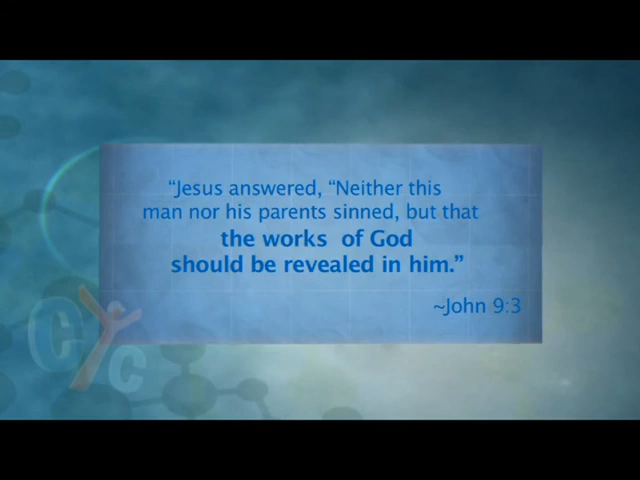 “Jesus answered, “Neither this
man nor his parents sinned, but that
the works of God
should be revealed in him.”
~John 9:3
CYC